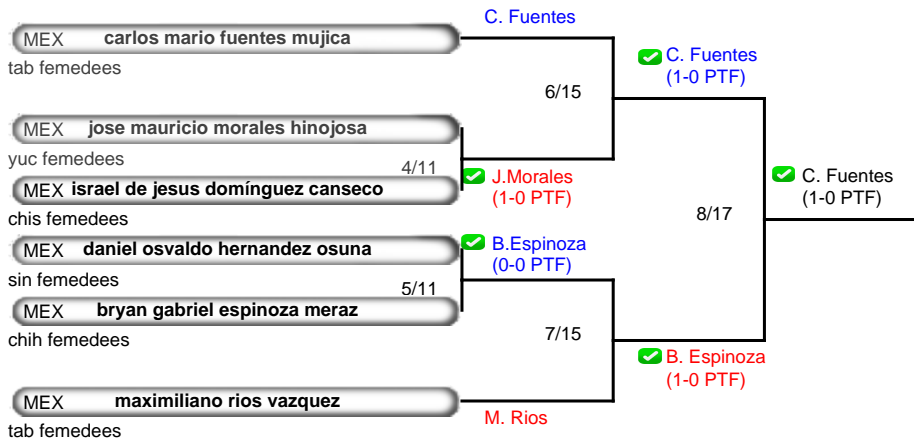 C. Fuentes
MEX carlos mario fuentes mujica
tab femedees
C. Fuentes
(1-0 PTF)
6/15
MEX jose mauricio morales hinojosa
yuc femedees
4/11
J.Morales
(1-0 PTF)
MEX israel de jesus domínguez canseco
chis femedees
C. Fuentes
(1-0 PTF)
8/17
MEX daniel osvaldo hernandez osuna
sin femedees
B.Espinoza
(0-0 PTF)
5/11
MEX bryan gabriel espinoza meraz
chih femedees
7/15
B. Espinoza
(1-0 PTF)
MEX maximiliano rios vazquez
tab femedees
M. Rios